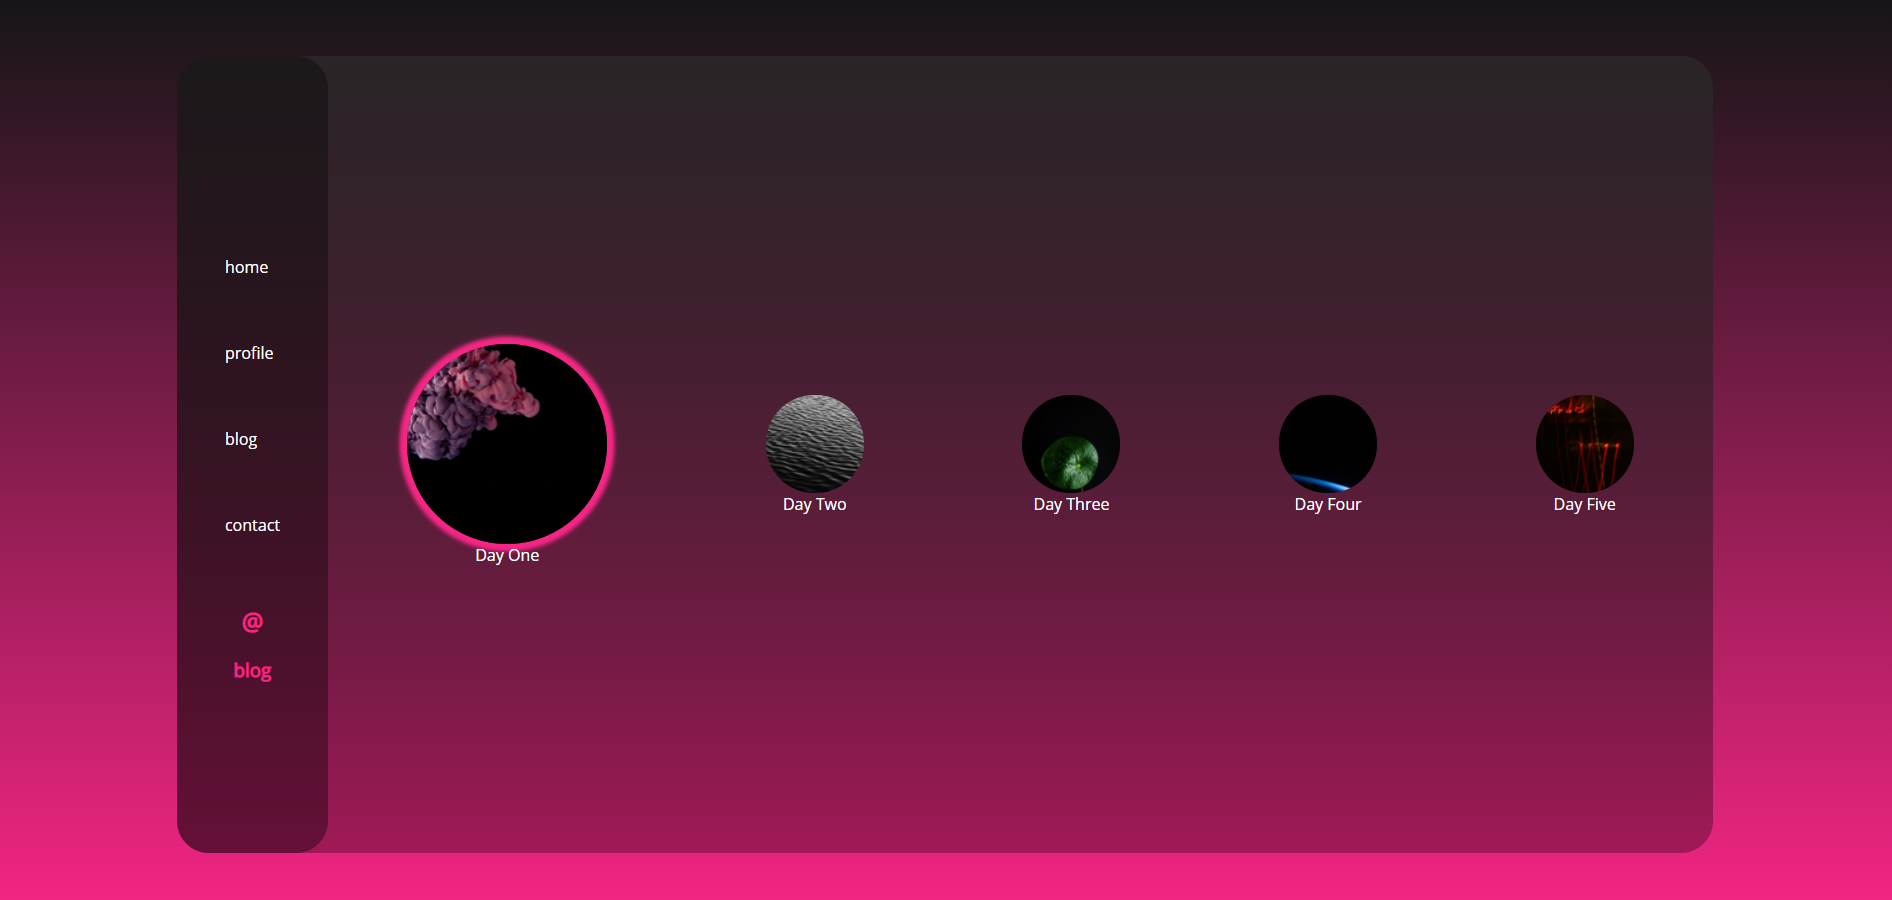 home
profile
blog
contact
@
blog
Day One
Day Two
Day Three
Day Four
Day Five